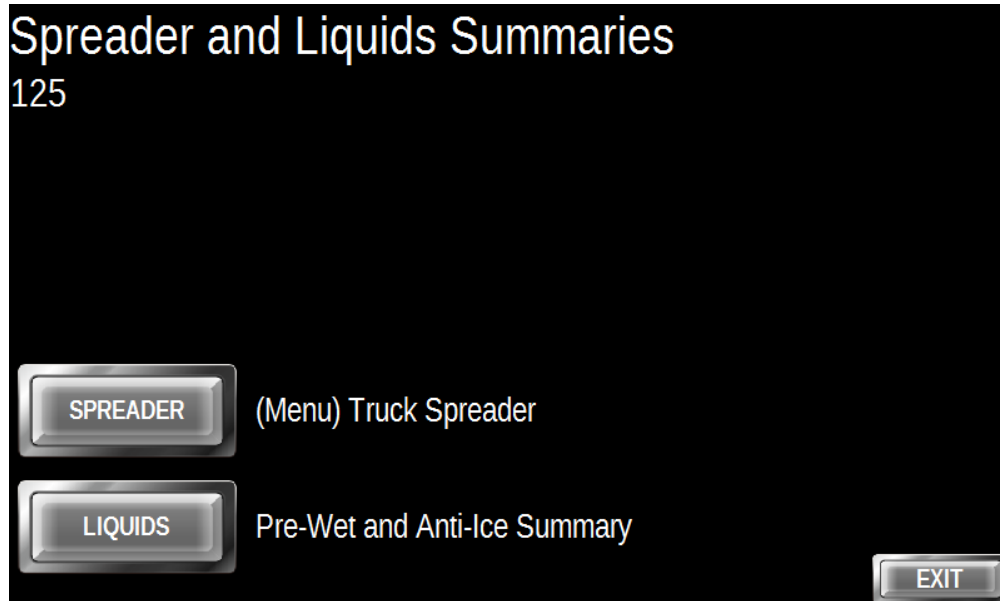 Spreader and Liquids Summaries
125
SPREADER (Menu) Truck Spreader
LIQUIDS Pre-Wet and Anti-Ice Summary
EXIT